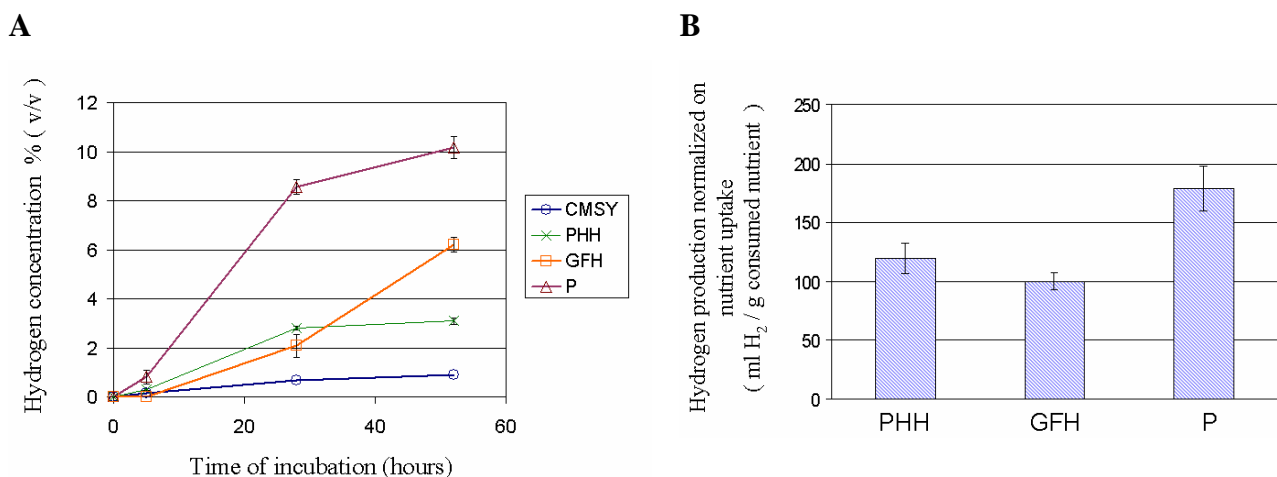 A
Hydrogen concentration % ( v/v)
12
10
8
6
4
2
0
0
20
40
60
Time of incubation (hours)
CMSY
PHH
GFH
P
B
Hydrogen production normalized on
nutrient uptake
( ml H₂ / g consumed nutrient )
250
200
150
100
50
0
PHH
GFH
P